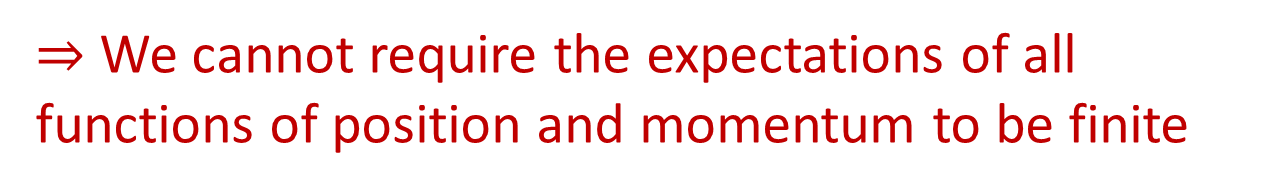 ⇒ We cannot require the expectations of all
functions of position and momentum to be finite